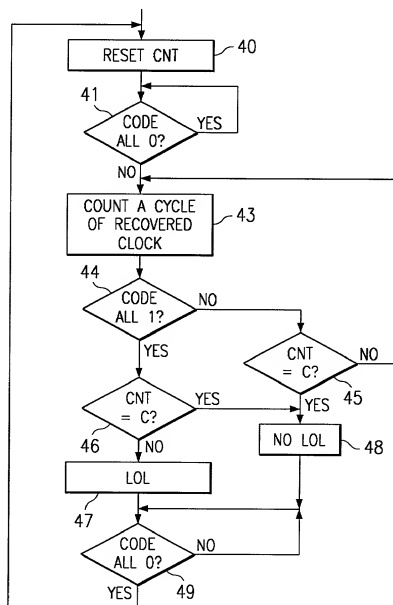 RESET CNT
40
41
CODE
ALL 0?
YES
NO
COUNT A CYCLE
OF RECOVERED
CLOCK
43
44
CODE
ALL 1?
NO
YES
CNT
= C?
NO
45
YES
CNT
= C?
YES
46
NO
NO LOL
48
LOL
47
CODE
ALL 0?
NO
YES
49